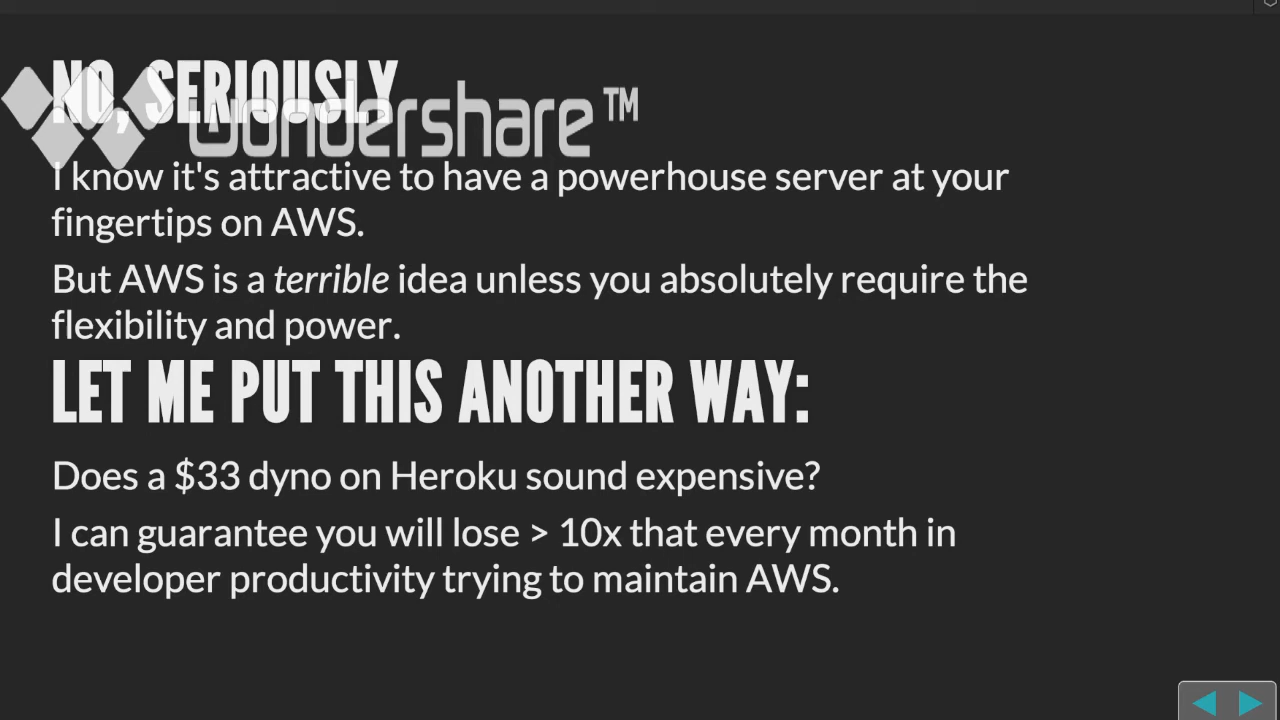 NO, SERIOUSLY
wondershare™
I know it's attractive to have a powerhouse server at your
fingertips on AWS.
But AWS is a terrible idea unless you absolutely require the
flexibility and power.
LET ME PUT THIS ANOTHER WAY:
Does a $33 dyno on Heroku sound expensive?
I can guarantee you will lose > 10x that every month in
developer productivity trying to maintain AWS.